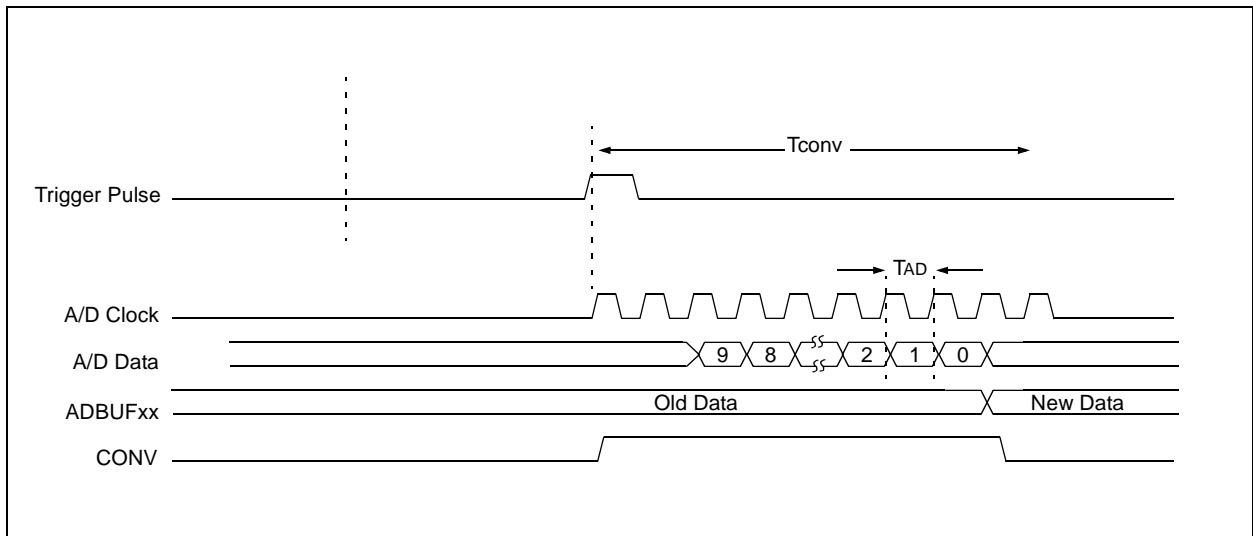 Tconv
Trigger Pulse
TAD
A/D Clock
A/D Data
9 8 2 1 0
ADBUFxx
Old Data New Data
CONV